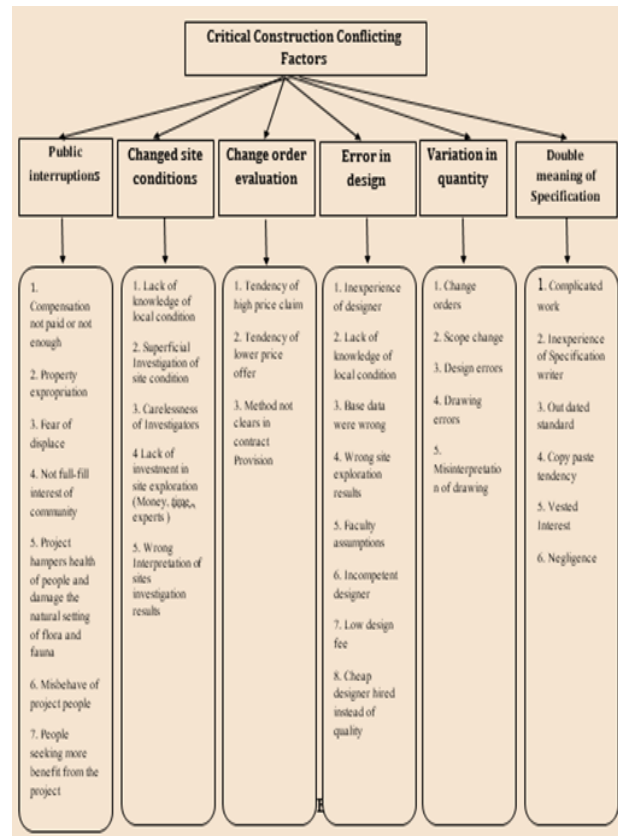 Critical Construction Conflicting
Factors
Public
interruptions
Changed site
conditions
Change order
evaluation
Error in
design
Variation in
quantity
Double
meaning of
Specification
1.
Compensation
not paid or not
enough
2. Property
expropriation
3. Fear of
displace
4. Not full-fill
interest of
community
5. Project
hampers health
of people and
damage the
natural setting
of flora and
fauna
6. Misbehave of
project people
7. People
seeking more
benefit from the
project
1. Lack of
knowledge of
local condition
2. Superficial
Investigation of
site condition
3. Carelessness
of Investigators
4 Lack of
investment in
site exploration
(Money, time,
experts )
5. Wrong
Interpretation of
sites
investigation
results
1. Tendency of
high price claim
2. Tendency of
lower price
offer
3. Method not
clears in
contract
Provision
1. Inexperience
of designer
2. Lack of
knowledge of
local condition
3. Base data
were wrong
4. Wrong site
exploration
results
5. Faculty
assumptions
6. Incompetent
designer
7. Low design
fee
8. Cheap
designer hired
instead of
quality
1. Change
orders
2. Scope change
3. Design errors
4. Drawing
errors
5.
Misinterpretatio
n of drawing
1. Complicated
work
2. Inexperience
of Specification
writer
3. Out dated
standard
4. Copy paste
tendency
5. Vested
Interest
6. Negligence